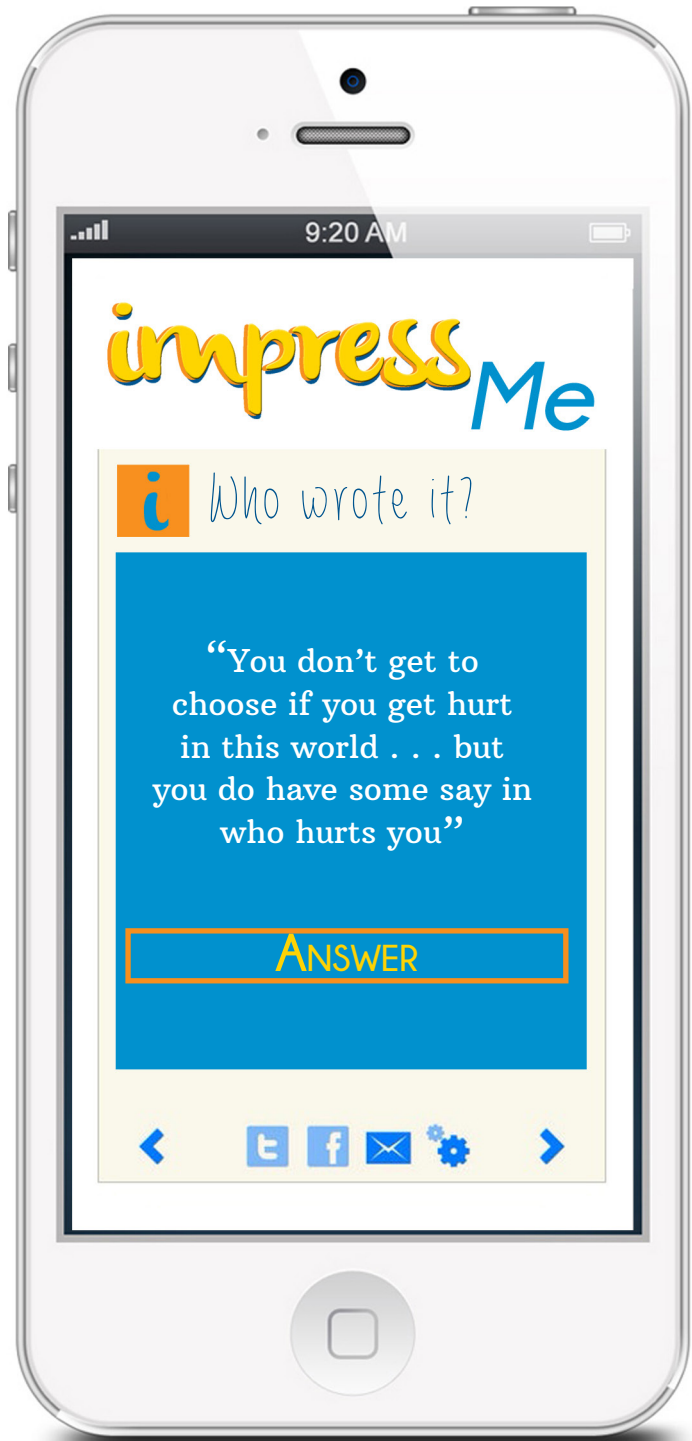 9:20 AM
impress
Me
i Who wrote it?
“You don’t get to
choose if you get hurt
in this world . . . but
you do have some say in
who hurts you”
ANSWER